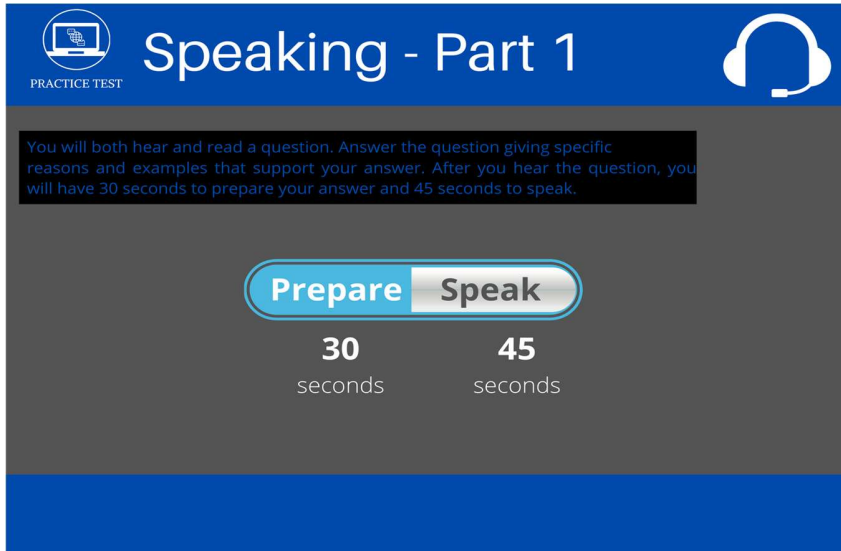 PRACTICE TEST
Speaking - Part 1
You will both hear and read a question. Answer the question giving specific
reasons and examples that support your answer. After you hear the question, you
will have 30 seconds to prepare your answer and 45 seconds to speak.
Prepare Speak
30 45
seconds seconds